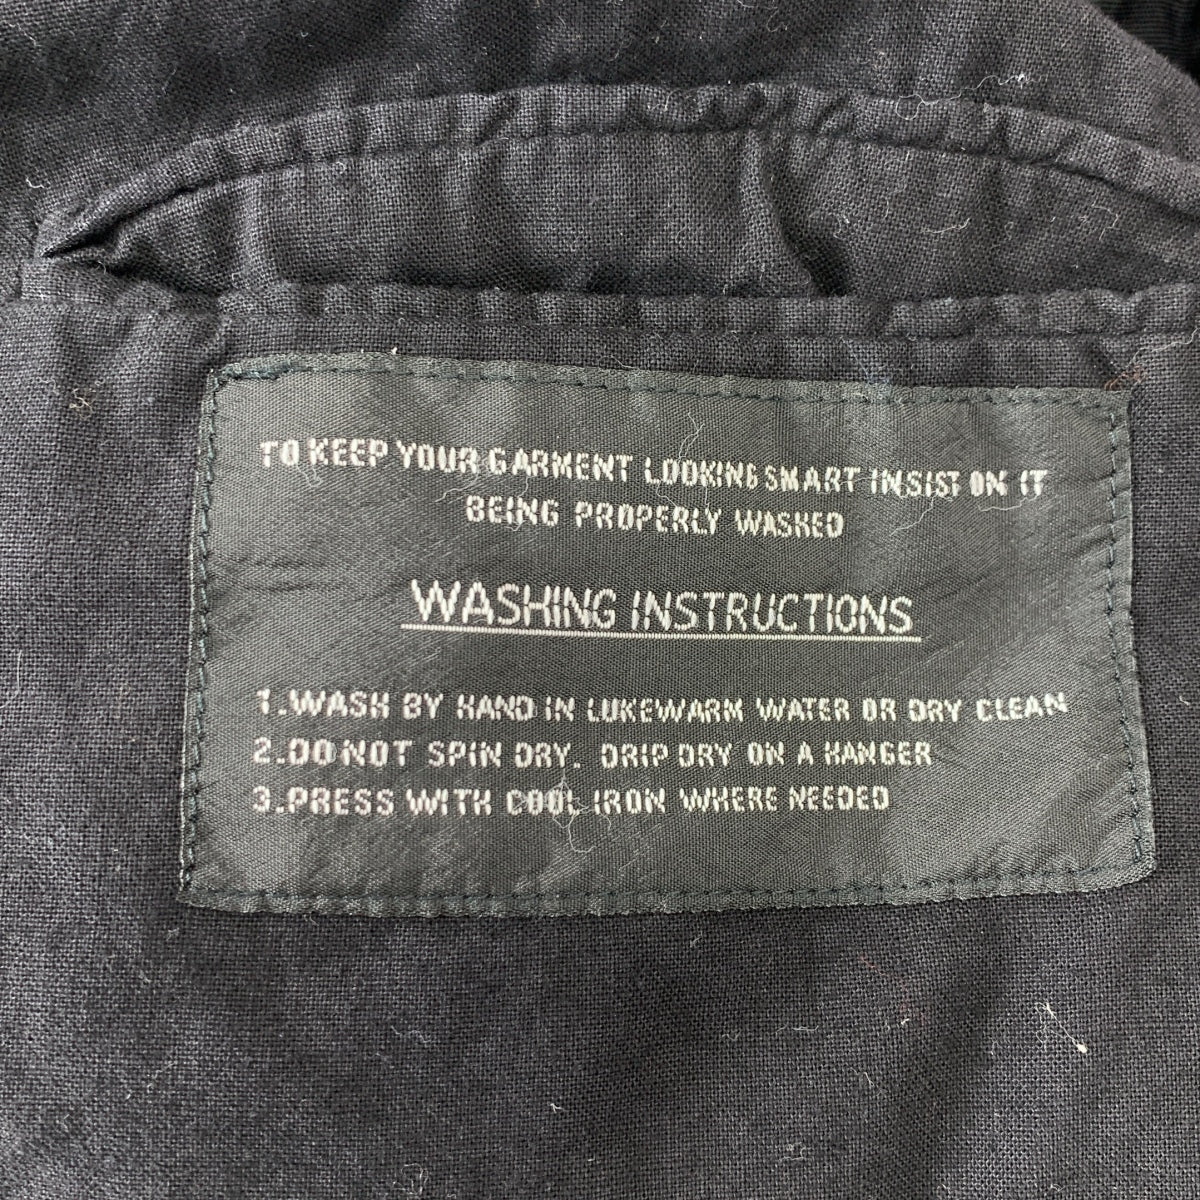 TO KEEP YOUR GARMENT LOOKING SMART INSIST ON IT
BEING PROPERLY WASHED
WASHING INSTRUCTIONS
1.WASH BY HAND IN LUKEWARM WATER OR DRY CLEAN
2.DO NOT SPIN DRY. DRIP DRY ON A HANGER
3.PRESS WITH COOL IRON WHERE NEEDED